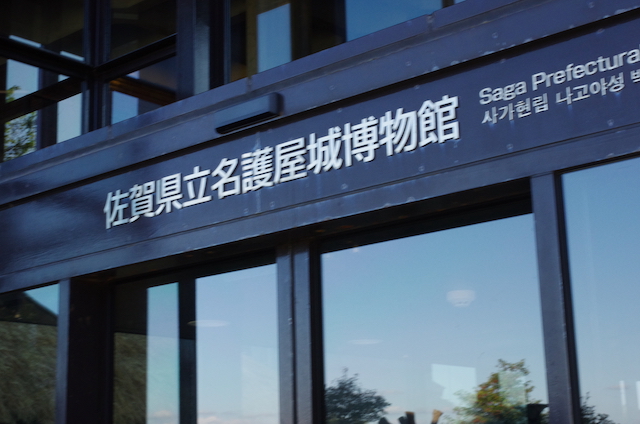 佐賀県立名護屋城博物館
Saga Prefectura
사가현립 나고야성 박